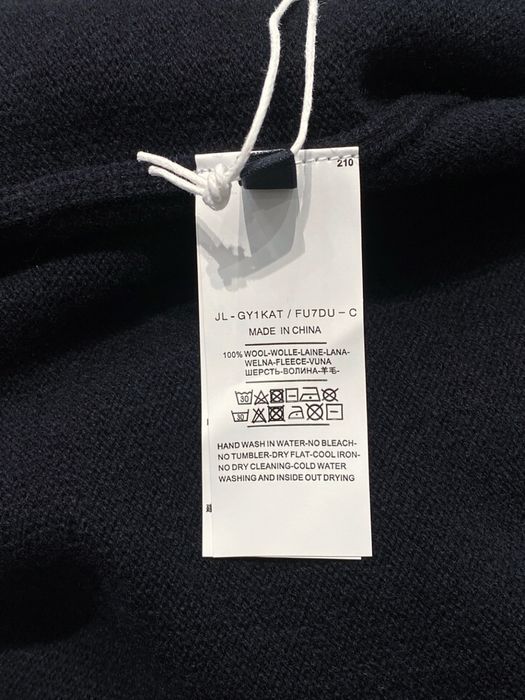 210
JL - GY1KAT / FU7DU - C
MADE IN CHINA
100% WOOL-WOLLE-LAINE-LANA-
WELNA-FLEECE-VUNA
ШЕРСТЬ-ВОЛИНА-羊毛-
30
30
HAND WASH IN WATER-NO BLEACH-
NO TUMBLER-DRY FLAT-COOL IRON-
NO DRY CLEANING-COLD WATER
WASHING AND INSIDE OUT DRYING